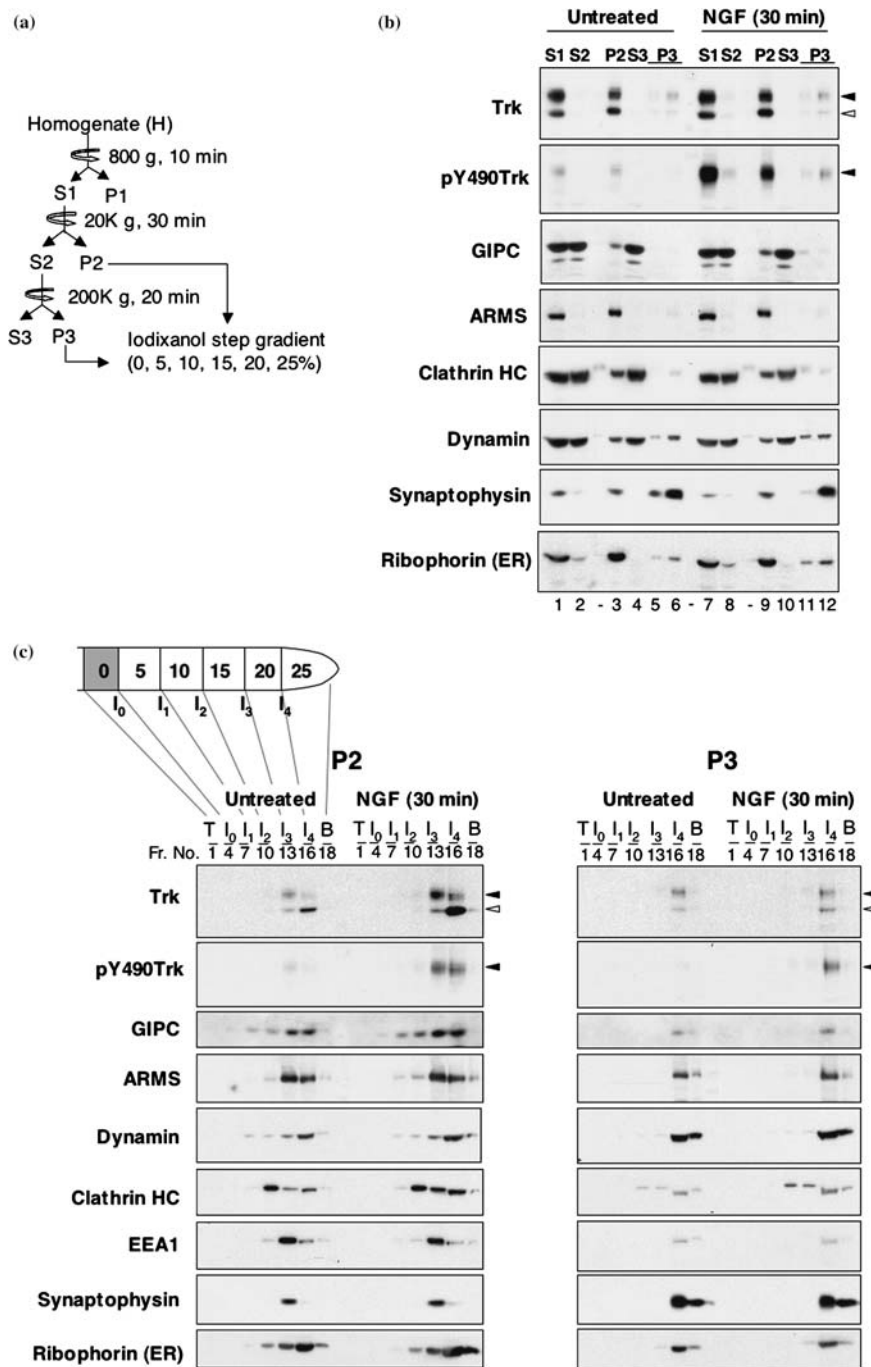 (a)
Homogenate (H)
800 g, 10 min
S1 P1
20K g, 30 min
S2 P2
200K g, 20 min
S3 P3
Iodixanol step gradient
(0, 5, 10, 15, 20, 25%)
(b)
Untreated NGF (30 min)
S1 S2 P2 S3 P3 S1 S2 P2 S3 P3
Trk
pY490Trk
GIPC
ARMS
Clathrin HC
Dynamin
Synaptophysin
Ribophorin (ER)
1 2 - 3 4 5 6 - 7 8 - 9 10 11 12
(c)
0 5 10 15 20 25
I0 I1 I2 I3 I4
P2 P3
Untreated NGF (30 min) Untreated NGF (30 min)
T I0 I1 I2 I3 I4 B T I0 I1 I2 I3 I4 B T I0 I1 I2 I3 I4 B T I0 I1 I2 I3 I4 B
Fr. No. 1 4 7 10 13 16 18 1 4 7 10 13 16 18 1 4 7 10 13 16 18 1 4 7 10 13 16 18
Trk
pY490Trk
GIPC
ARMS
Dynamin
Clathrin HC
EEA1
Synaptophysin
Ribophorin (ER)